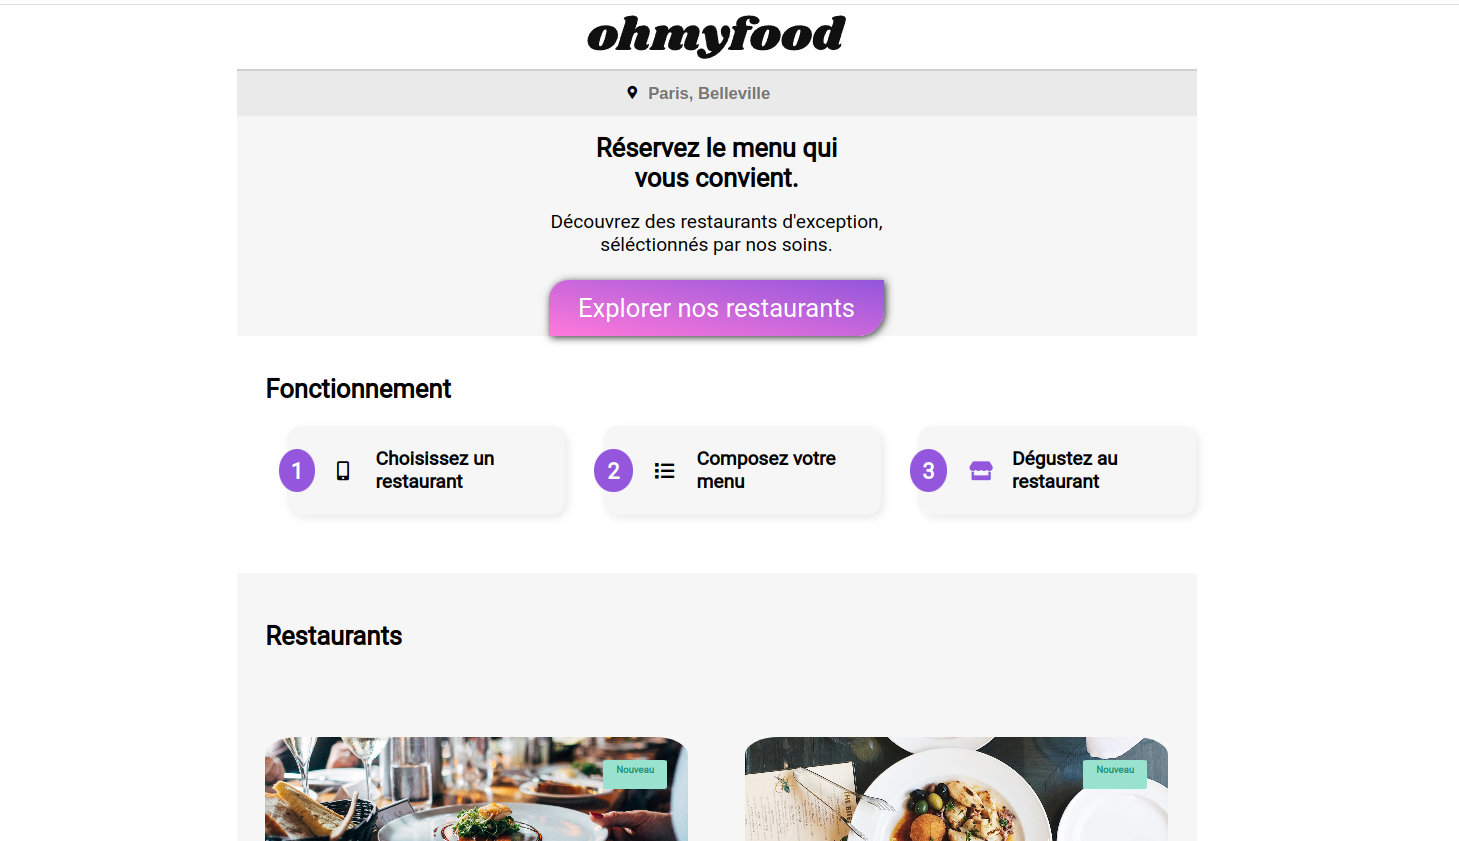 ohmyfood
Paris, Belleville
Réservez le menu qui
vous convient.
Découvrez des restaurants d'exception,
séléctionnés par nos soins.
Explorer nos restaurants
Fonctionnement
1
Choisissez un
restaurant
2
Composez votre
menu
3
Dégustez au
restaurant
Restaurants
Nouveau
Nouveau